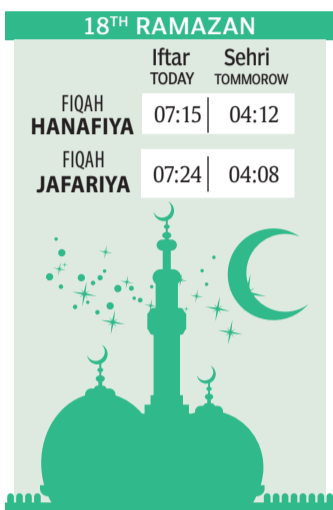 18TH RAMAZAN
Iftar Sehri
TODAY TOMMOROW
FIQAH
HANAFIYA 07:15 04:12
FIQAH
JAFARIYA 07:24 04:08